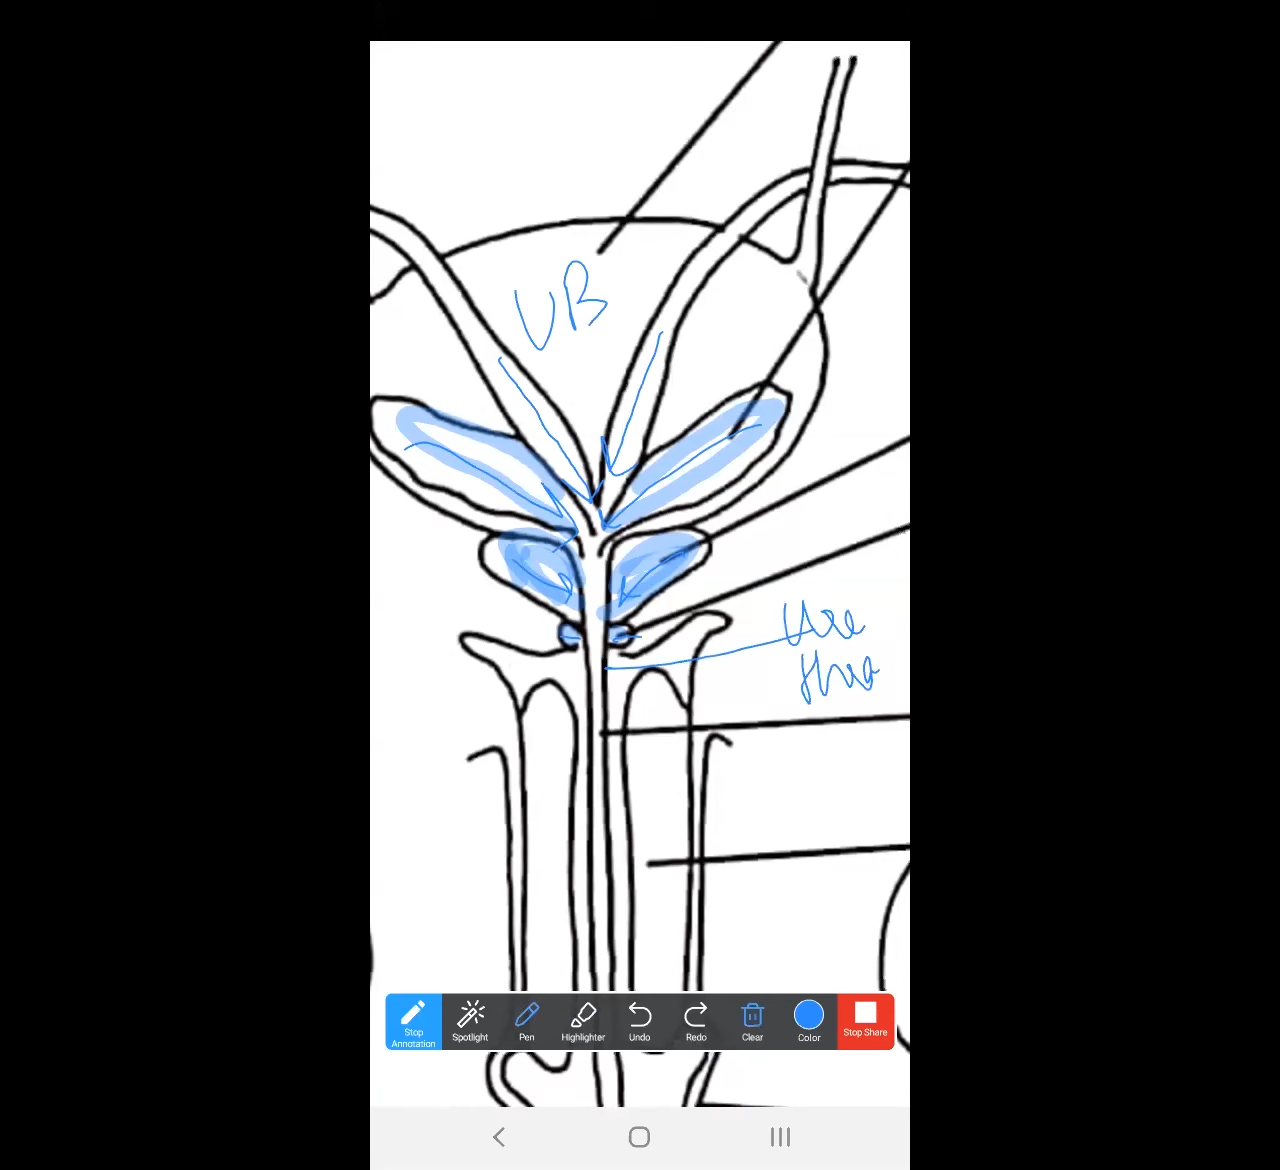 UB
Ure
thra
Stop
Annotation
Spotlight
Pen
Highlighter
Undo
Redo
Clear
Color
Stop Share